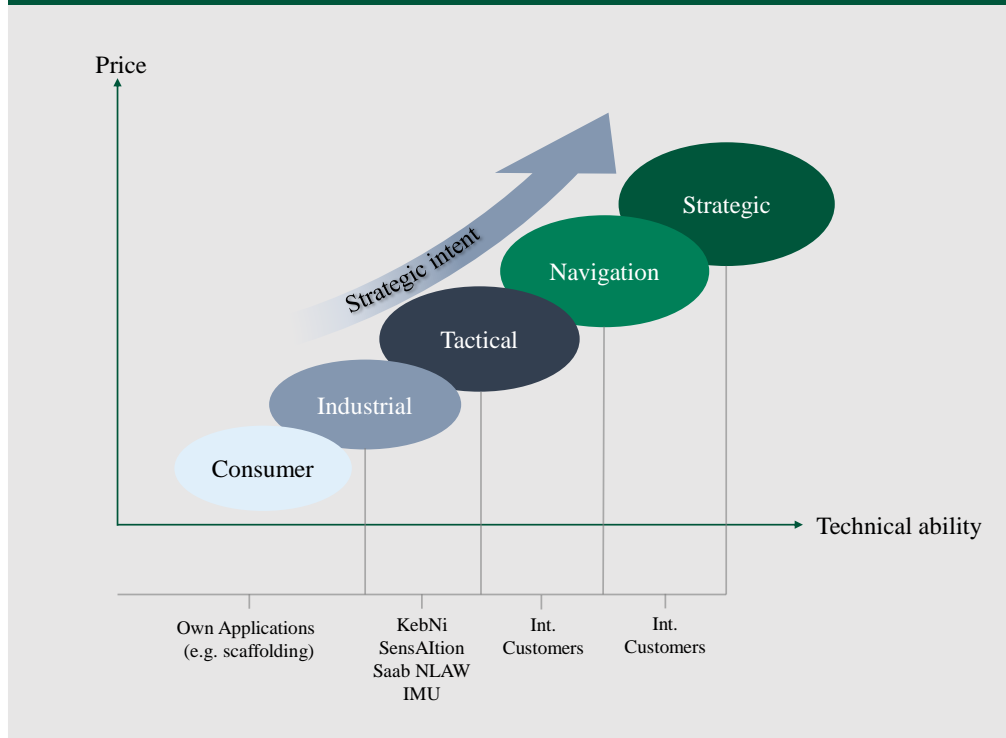 Price
Strategic intent
Strategic
Navigation
Tactical
Industrial
Consumer
Technical ability
Own Applications
(e.g. scaffolding)
KebNi
SensAItion
Saab NLAW
IMU
Int.
Customers
Int.
Customers